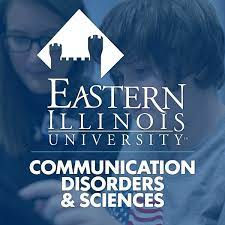 EASTERN
ILLINOIS
UNIVERSITY
COMMUNICATION
DISORDERS
& SCIENCES